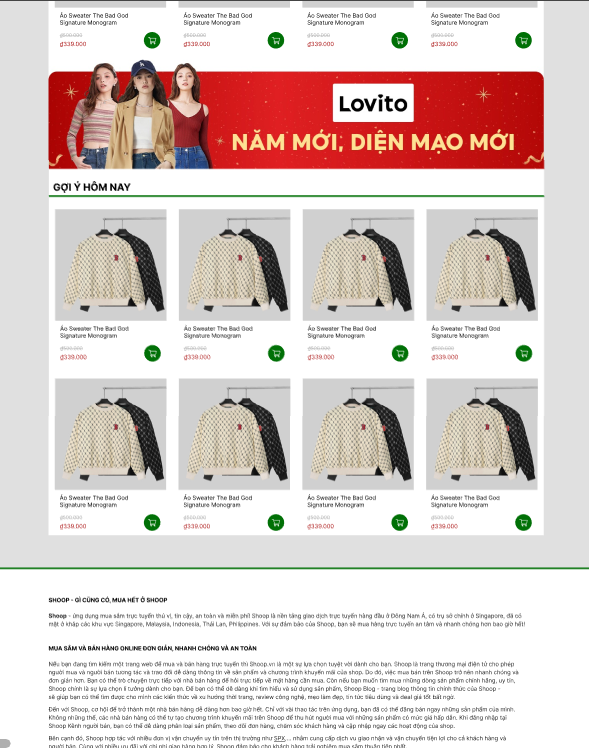 Áo Sweater The Bad God Áo Sweater The Bad God Áo Sweater The Bad God Áo Sweater The Bad God
Signature Monogram Signature Monogram Signature Monogram Signature Monogram
₫500.000 ₫500.000 ₫500.000 ₫500.000
₫339.000 ₫339.000 ₫339.000 ₫339.000
Lovito
NĂM MỚI, DIỆN MẠO MỚI
GỢI Ý HÔM NAY
Áo Sweater The Bad God Áo Sweater The Bad God Áo Sweater The Bad God Áo Sweater The Bad God
Signature Monogram Signature Monogram Signature Monogram Signature Monogram
₫500.000 ₫500.000 ₫500.000 ₫500.000
₫339.000 ₫339.000 ₫339.000 ₫339.000
Áo Sweater The Bad God Áo Sweater The Bad God Áo Sweater The Bad God Áo Sweater The Bad God
Signature Monogram Signature Monogram Signature Monogram Signature Monogram
₫500.000 ₫500.000 ₫500.000 ₫500.000
₫339.000 ₫339.000 ₫339.000 ₫339.000
SHOOP - GÌ CŨNG CÓ, MUA HẾT Ở SHOOP
Shoop - ứng dụng mua sắm trực tuyến thú vị, tin cậy, an toàn và miễn phí! Shoop là nền tảng giao dịch trực tuyến hàng đầu ở Đông Nam Á, có trụ sở chính ở Singapore, đã có
mặt ở khắp các khu vực Singapore, Malaysia, Indonesia, Thái Lan, Philippines. Với sự đảm bảo của Shoop, bạn sẽ mua hàng trực tuyến an tâm và nhanh chóng hơn bao giờ hết!
MUA SẮM VÀ BÁN HÀNG ONLINE ĐƠN GIẢN, NHANH CHÓNG VÀ AN TOÀN
Nếu bạn đang tìm kiếm một trang web để mua và bán hàng trực tuyến thì Shoop.vn là một sự lựa chọn tuyệt vời dành cho bạn. Shoop là trang thương mại điện tử cho phép
người mua và người bán tương tác và trao đổi dễ dàng thông tin về sản phẩm và chương trình khuyến mãi của shop. Do đó, việc mua bán trên Shoop trở nên nhanh chóng và
đơn giản hơn. Bạn có thể trò chuyện trực tiếp với nhà bán hàng để hỏi trực tiếp về mặt hàng cần mua. Còn nếu bạn muốn tìm mua những dòng sản phẩm chính hãng, uy tín,
Shoop chính là sự lựa chọn lí tưởng dành cho bạn. Để bạn có thể dễ dàng khi tìm hiểu và sử dụng sản phẩm, Shoop Blog - trang blog thông tin chính thức của Shoop -
sẽ giúp bạn có thể tìm được cho mình các kiến thức về xu hướng thời trang, review công nghệ, mẹo làm đẹp, tin tức tiêu dùng và deal giá tốt bất ngờ.
Đến với Shoop, cơ hội để trở thành một nhà bán hàng dễ dàng hơn bao giờ hết. Chỉ với vài thao tác trên ứng dụng, bạn đã có thể đăng bán ngay những sản phẩm của mình.
Không những thế, các nhà bán hàng có thể tự tạo chương trình khuyến mãi trên Shoop để thu hút người mua với những sản phẩm có mức giá hấp dẫn. Khi đăng nhập tại
Shoop Kênh người bán, bạn có thể dễ dàng phân loại sản phẩm, theo dõi đơn hàng, chăm sóc khách hàng và cập nhập ngay các hoạt động của shop.
Bên cạnh đó, Shoop hợp tác với nhiều đơn vị vận chuyển uy tín trên thị trường như SPX,... nhằm cung cấp dịch vụ giao nhận và vận chuyển tiện lợi cho cả khách hàng và
người bán. Cùng với nhiều ưu đãi với chi phí giao hàng hợp lý, Shoop đảm bảo cho khách hàng trải nghiệm mua sắm thuận tiện nhất.